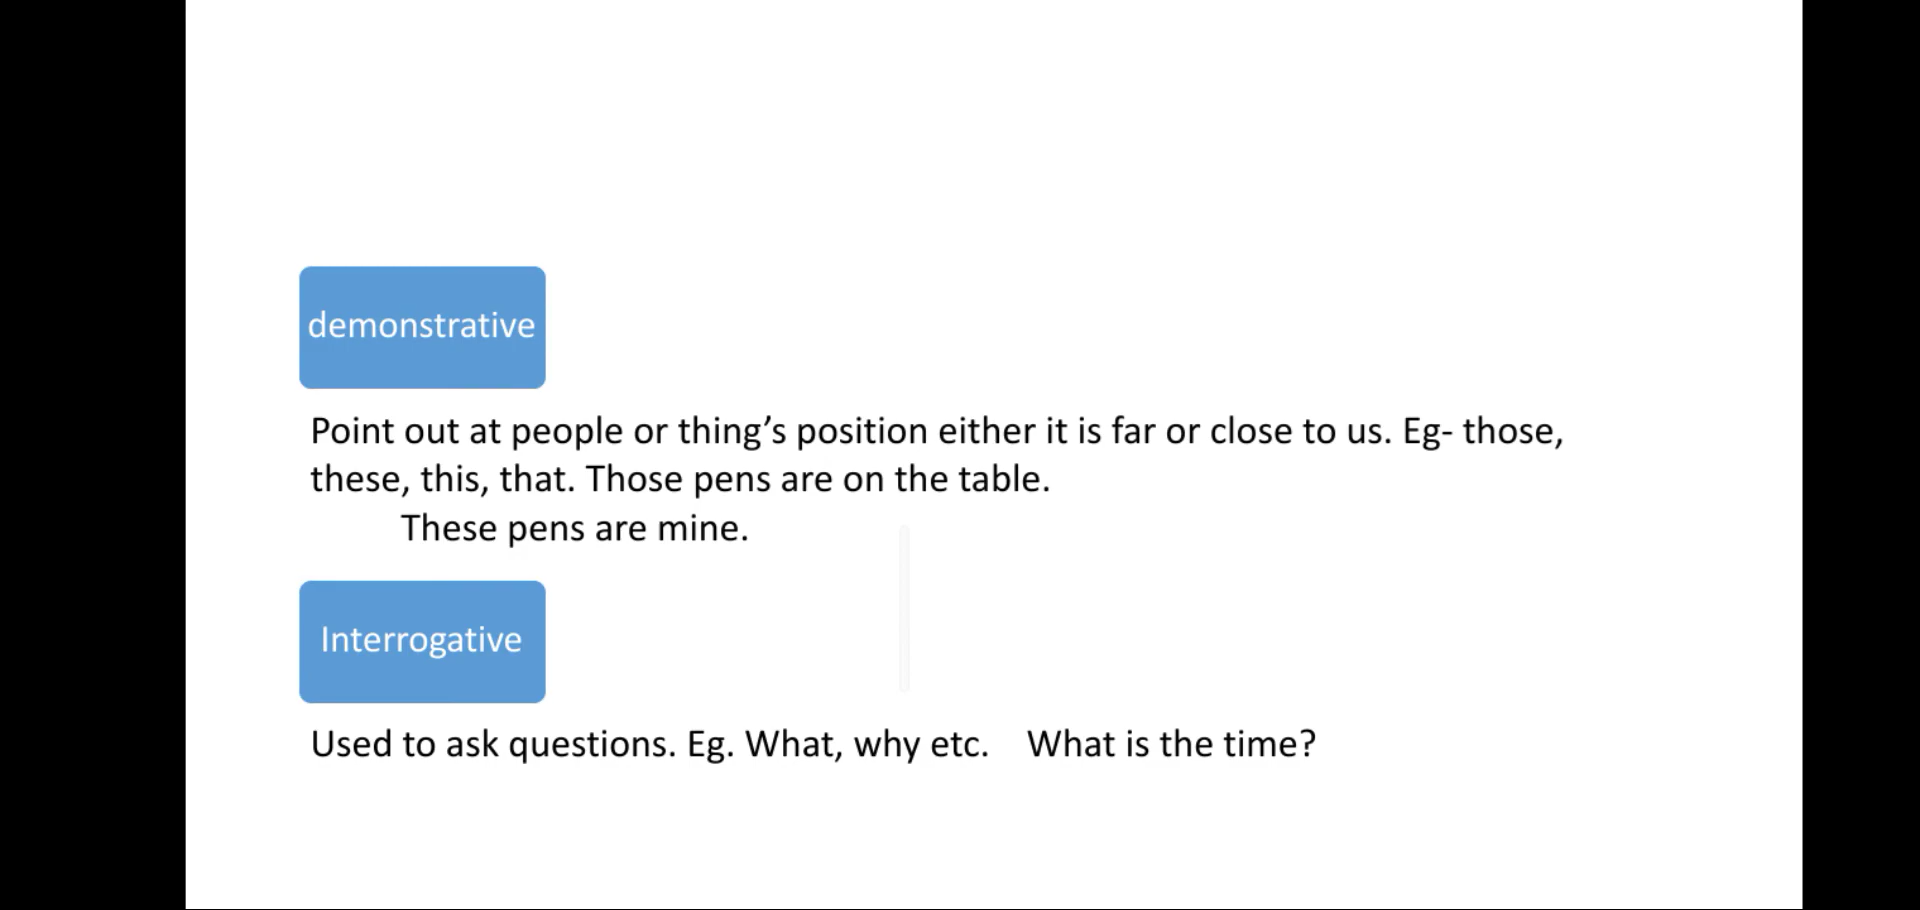 demonstrative
Point out at people or thing’s position either it is far or close to us. Eg- those,
these, this, that. Those pens are on the table.
These pens are mine.
Interrogative
Used to ask questions. Eg. What, why etc. What is the time?